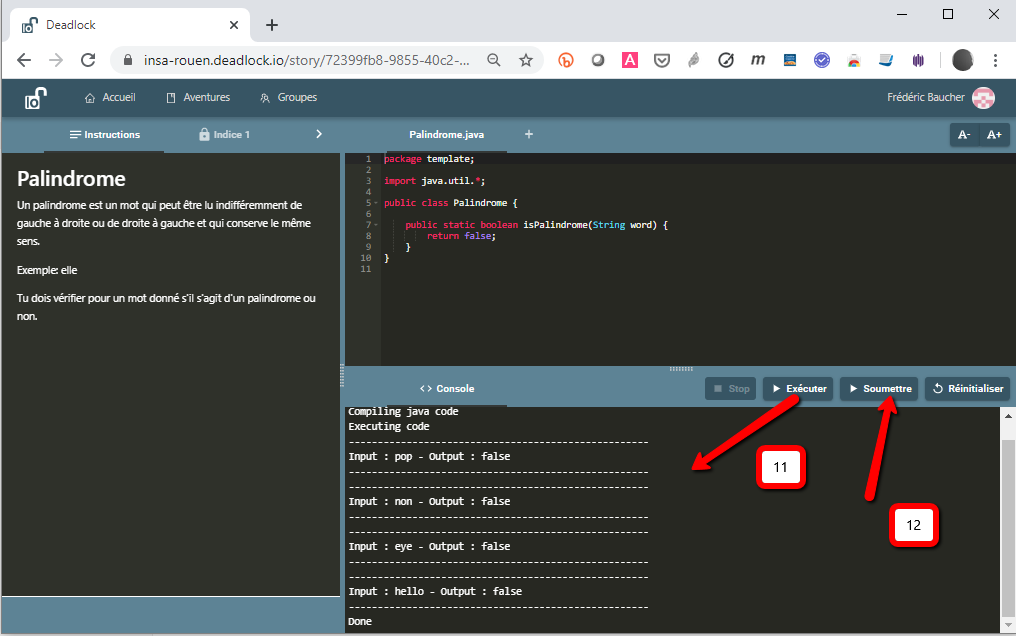 Deadlock
insa-rouen.deadlock.io/story/72399fb8-9855-40c2-...
Accueil
Aventures
Groupes
Frédéric Baucher
Instructions
Indice 1
Palindrome.java
+
A-
A+
Palindrome
Un palindrome est un mot qui peut être lu indifféremment de
gauche à droite ou de droite à gauche et qui conserve le même
sens.
Exemple: elle
Tu dois vérifier pour un mot donné s'il s'agit d'un palindrome ou
non.
1 package template;
2
3 import java.util.*;
4
5 public class Palindrome {
6
7 public static boolean isPalindrome(String word) {
8 return false;
9 }
10 }
11
<> Console
Stop
Exécuter
Soumettre
Réinitialiser
Compiling java code
Executing code
--------------------------------------------------
Input : pop - Output : false
--------------------------------------------------
--------------------------------------------------
Input : non - Output : false
--------------------------------------------------
--------------------------------------------------
Input : eye - Output : false
--------------------------------------------------
--------------------------------------------------
Input : hello - Output : false
--------------------------------------------------
Done
11
12